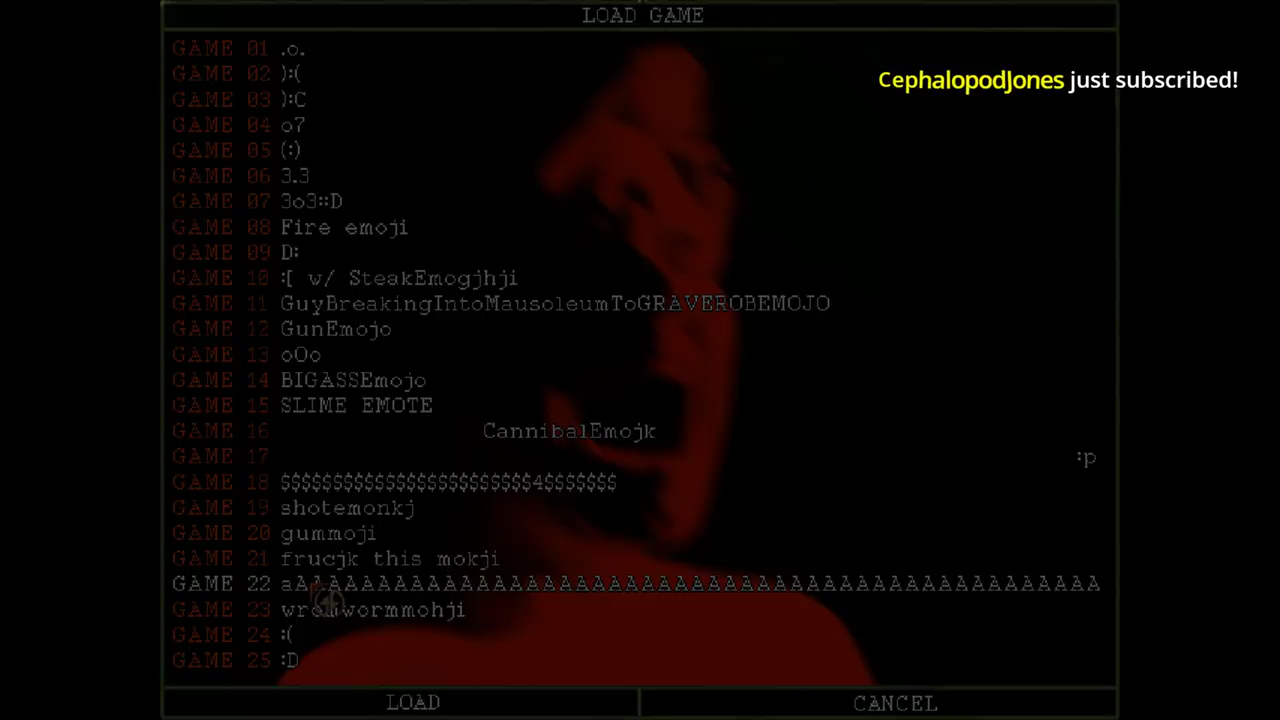 LOAD GAME
CephalopodJones just subscribed!
GAME 01 .o.
GAME 02 ):(
GAME 03 ):C
GAME 04 o7
GAME 05 (:)
GAME 06 3.3
GAME 07 3o3::D
GAME 08 Fire emoji
GAME 09 D:
GAME 10 :[ w/ SteakEmogjhji
GAME 11 GuyBreakingIntoMausoleumToGRAVEROBEMOJO
GAME 12 GunEmojo
GAME 13 oOo
GAME 14 BIGASSEmojo
GAME 15 SLIME EMOTE
GAME 16 CannibalEmojk
GAME 17 :p
GAME 18 $$$$$$$$$$$$$$$$$$$$$$$4$$$$$$$
GAME 19 shotemonkj
GAME 20 gummoji
GAME 21 frucjk this mokji
GAME 22
GAME 23 wremwormmohji
GAME 24 :(
GAME 25 :D
LOAD
CANCEL